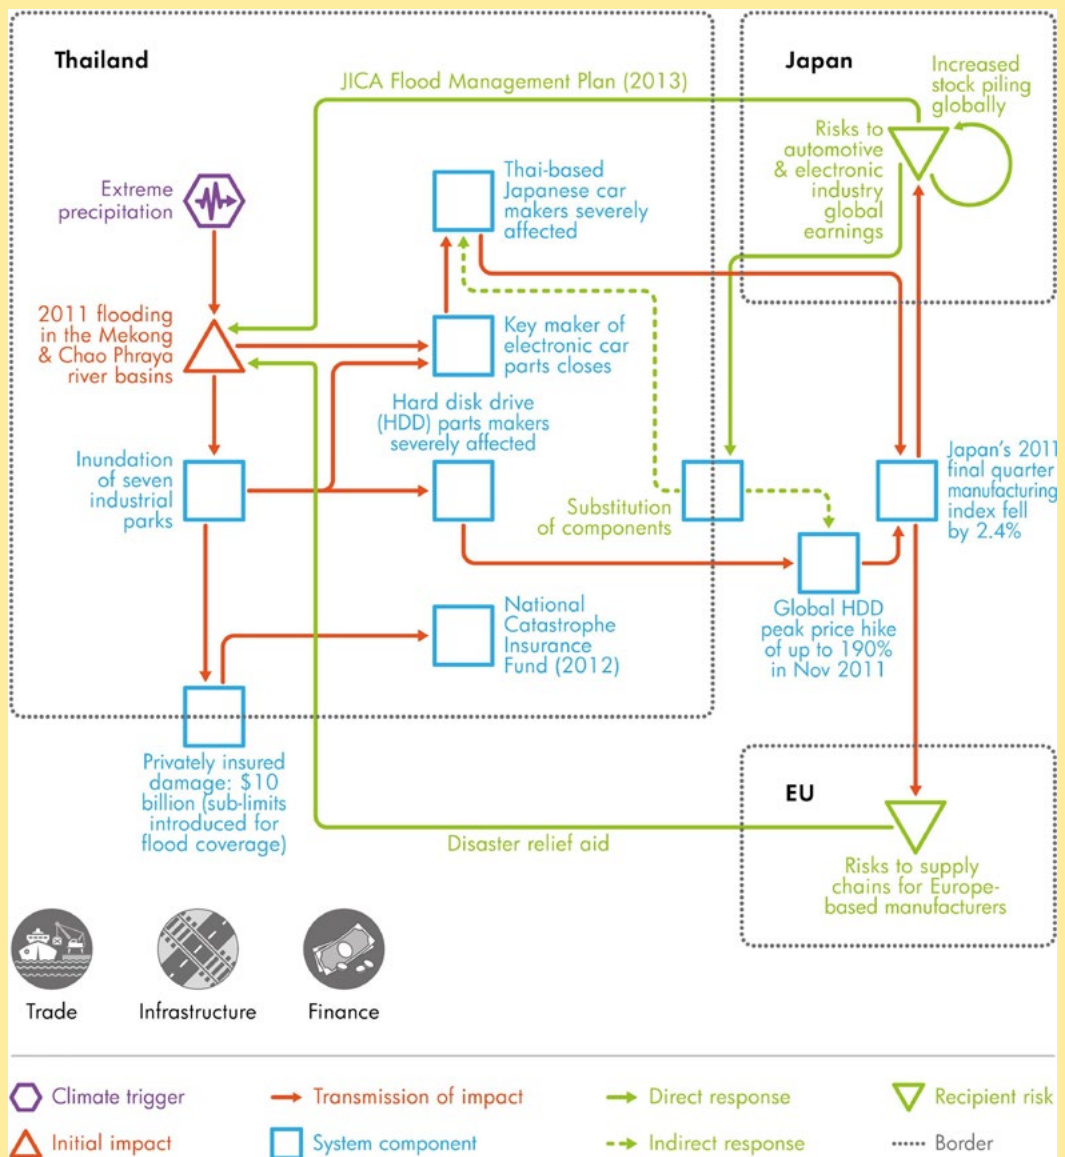 Thailand
Japan
JICA Flood Management Plan (2013)
Increased
stock piling
globally
Risks to
automotive
& electronic
industry
global
earnings
Extreme
precipitation
Thai-based
Japanese car
makers severely
affected
2011 flooding
in the Mekong
& Chao Phraya
river basins
Key maker of
electronic car
parts closes
Hard disk drive
(HDD) parts makers
severely affected
Inundation
of seven
industrial
parks
Substitution
of components
Japan's 2011
final quarter
manufacturing
index fell
by 2.4%
Global HDD
peak price hike
of up to 190%
in Nov 2011
National
Catastrophe
Insurance
Fund (2012)
Privately insured
damage: $10
billion (sub-limits
introduced for
flood coverage)
EU
Disaster relief aid
Risks to supply
chains for Europe-
based manufacturers
Trade
Infrastructure
Finance
Climate trigger
Transmission of impact
Direct response
Recipient risk
Initial impact
System component
Indirect response
Border